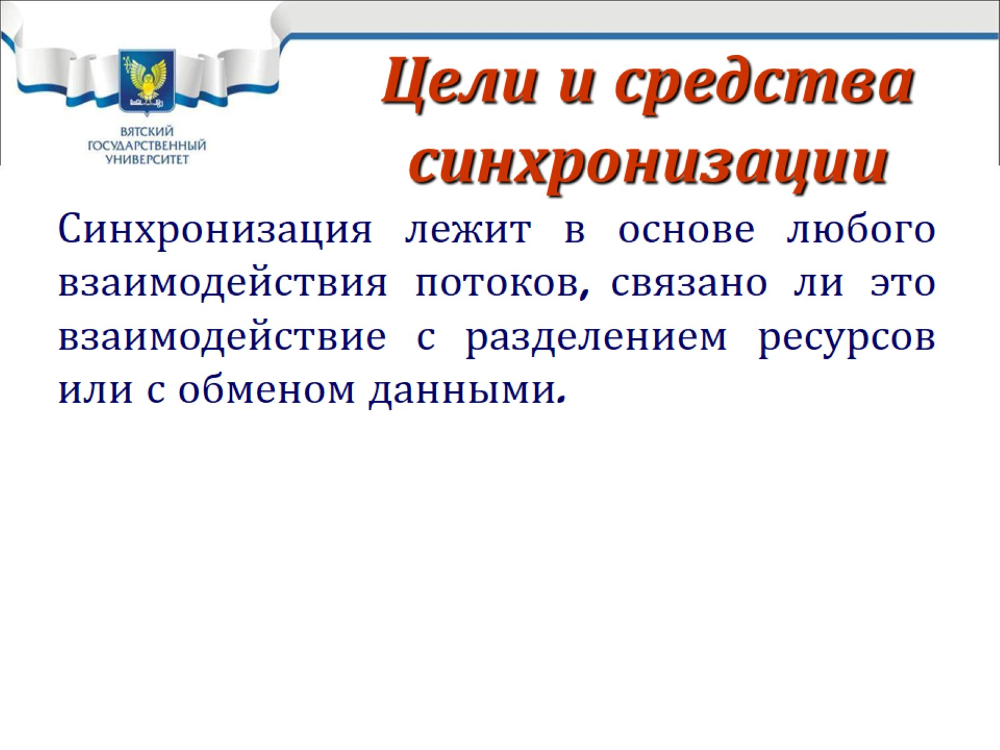 ВЯТСКИЙ
ГОСУДАРСТВЕННЫЙ
УНИВЕРСИТЕТ
Цели и средства
синхронизации
Синхронизация лежит в основе любого
взаимодействия потоков, связано ли это
взаимодействие с разделением ресурсов
или с обменом данными.